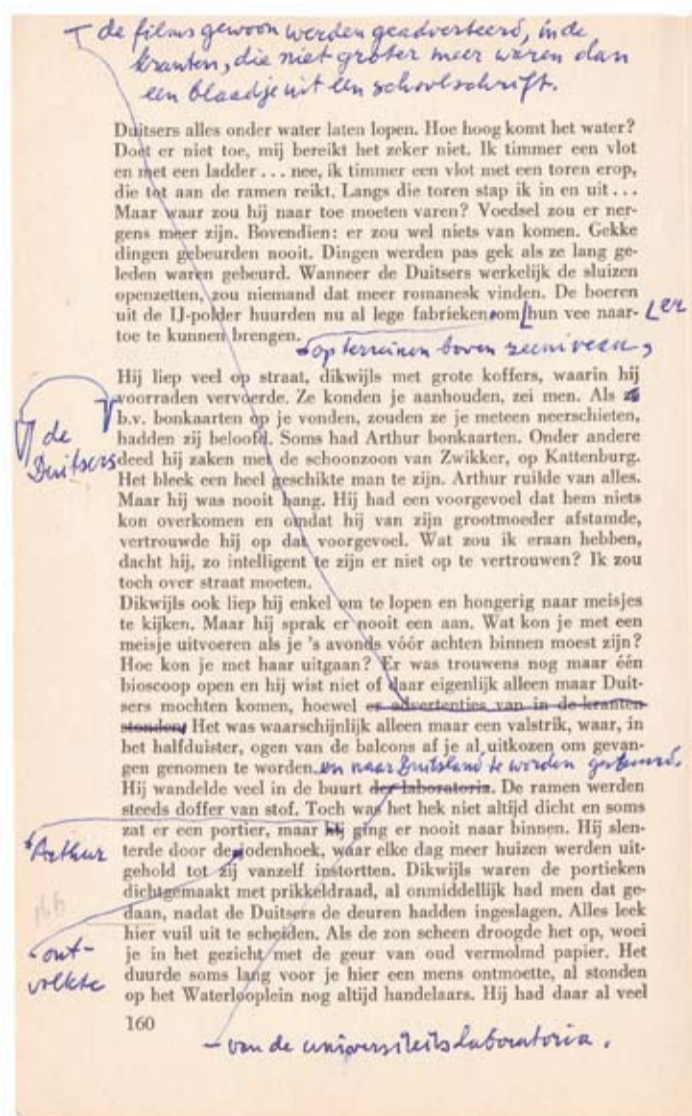 de films gewoon werden geadverteerd, in de
kranten, die niet groter meer waren dan
een blaadje uit een schoolschrift.
Duitsers alles onder water laten lopen. Hoe hoog komt het water?
Doet er niet toe, mij bereikt het zeker niet. Ik timmer een vlot
en met een ladder . . . nee, ik timmer een vlot met een toren erop,
die tot aan de ramen reikt. Langs die toren stap ik in en uit . . .
Maar waar zou hij naar toe moeten varen? Voedsel zou er ner-
gens meer zijn. Bovendien: er zou wel niets van komen. Gekke
dingen gebeurden nooit. Dingen werden pas gek als ze lang ge-
leden waren gebeurd. Wanneer de Duitsers werkelijk de sluizen
openzetten, zou niemand dat meer romanesk vinden. De boeren
uit de IJ-polder huurden nu al lege fabrieken om hun vee naar-
er
toe te kunnen brengen.
op terreinen boven zeeniveau,
Hij liep veel op straat, dikwijls met grote koffers, waarin hij
voorraden vervoerde. Ze konden je aanhouden, zei men. Als
de
Duitsers
b.v. bonkaarten op je vonden, zouden ze je meteen neerschieten,
hadden zij beloofd. Soms had Arthur bonkaarten. Onder andere
deed hij zaken met de schoonzoon van Zwikker, op Kattenburg.
Het bleek een heel geschikte man te zijn. Arthur ruilde van alles.
Maar hij was nooit bang. Hij had een voorgevoel dat hem niets
kon overkomen en omdat hij van zijn grootmoeder afstamde,
vertrouwde hij op dat voorgevoel. Wat zou ik eraan hebben,
dacht hij, zo intelligent te zijn er niet op te vertrouwen? Ik zou
toch over straat moeten.
Dikwijls ook liep hij enkel om te lopen en hongerig naar meisjes
te kijken. Maar hij sprak er nooit een aan. Wat kon je met een
meisje uitvoeren als je 's avonds vóór achten binnen moest zijn?
Hoe kon je met haar uitgaan? Er was trouwens nog maar één
bioscoop open en hij wist niet of daar eigenlijk alleen maar Duit-
sers mochten komen, hoewel er advertenties van in de kranten
stonden. Het was waarschijnlijk alleen maar een valstrik, waar, in
het halfduister, ogen van de balcons af je al uitkozen om gevan-
gen genomen te worden. en naar Duitsland te worden gestuurd.
Hij wandelde veel in de buurt der laboratoria. De ramen werden
steeds doffer van stof. Toch was het hek niet altijd dicht en soms
zat er een portier, maar hij ging er nooit naar binnen. Hij slen-
Arthur
terde door de jodenhoek, waar elke dag meer huizen werden uit-
gehold tot zij vanzelf instortten. Dikwijls waren de portieken
dichtgemaakt met prikkeldraad, al onmiddellijk had men dat ge-
daan, nadat de Duitsers de deuren hadden ingeslagen. Alles leek
hier vuil uit te scheiden. Als de zon scheen droogde het op, woei
ont-
volkte
je in het gezicht met de geur van oud vermolmd papier. Het
duurde soms lang voor je hier een mens ontmoette, al stonden
op het Waterlooplein nog altijd handelaars. Hij had daar al veel
160
van de universiteitslaboratoria.